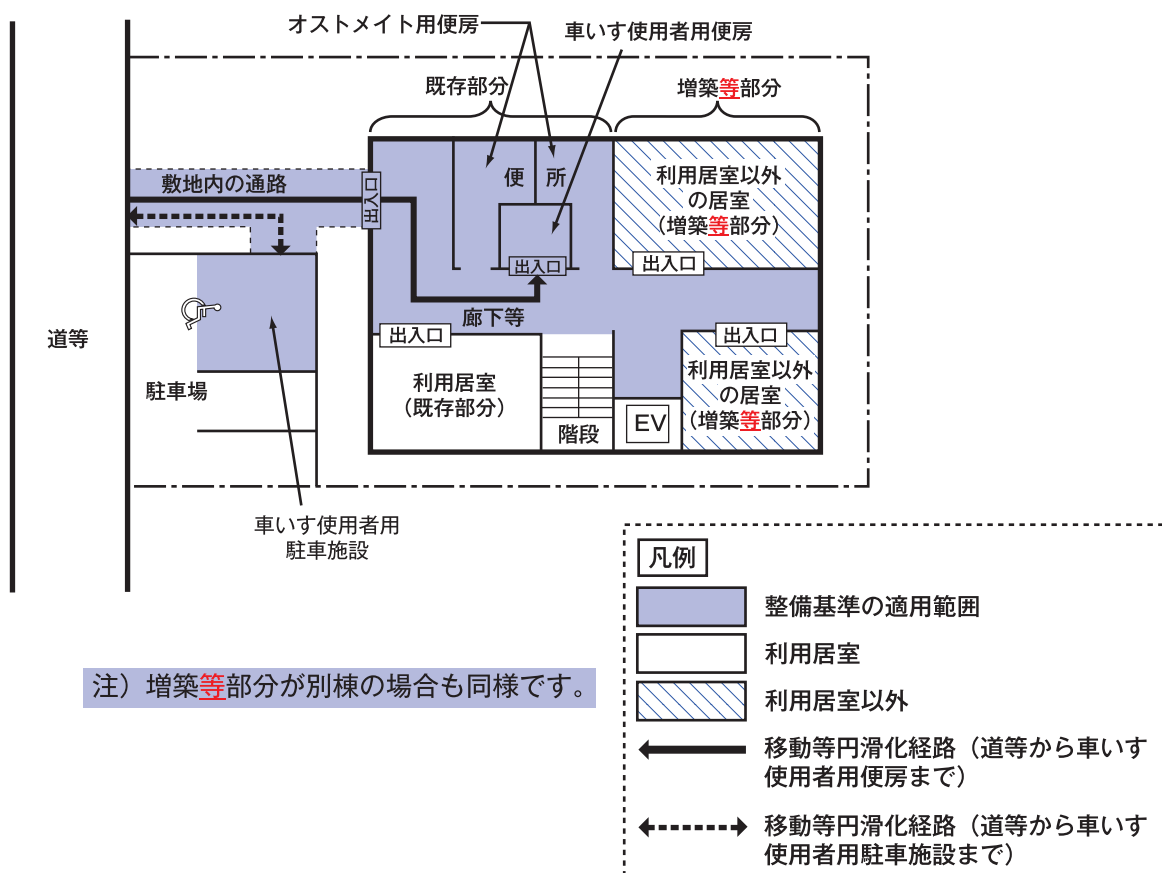 オストメイト用便房
車いす使用者用便房
既存部分
増築等部分
敷地内の通路
出入口
便
所
利用居室以外
の居室
（増築等部分）
出入口
出入口
廊下等
出入口
出入口
道等
駐車場
利用居室
（既存部分）
階段
EV
利用居室以外
の居室
（増築等部分）
車いす使用者用
駐車施設
凡例
整備基準の適用範囲
利用居室
利用居室以外
移動等円滑化経路（道等から車いす
使用者用便房まで）
移動等円滑化経路（道等から車いす
使用者用駐車施設まで）
注）増築等部分が別棟の場合も同様です。